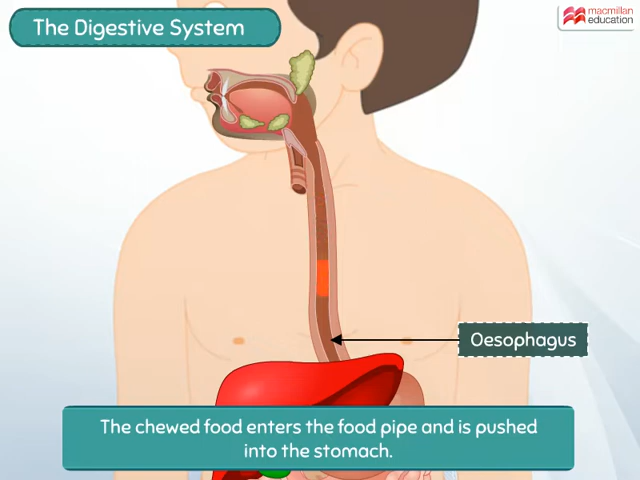 The Digestive System
macmillan
education
Oesophagus
The chewed food enters the food pipe and is pushed
into the stomach.